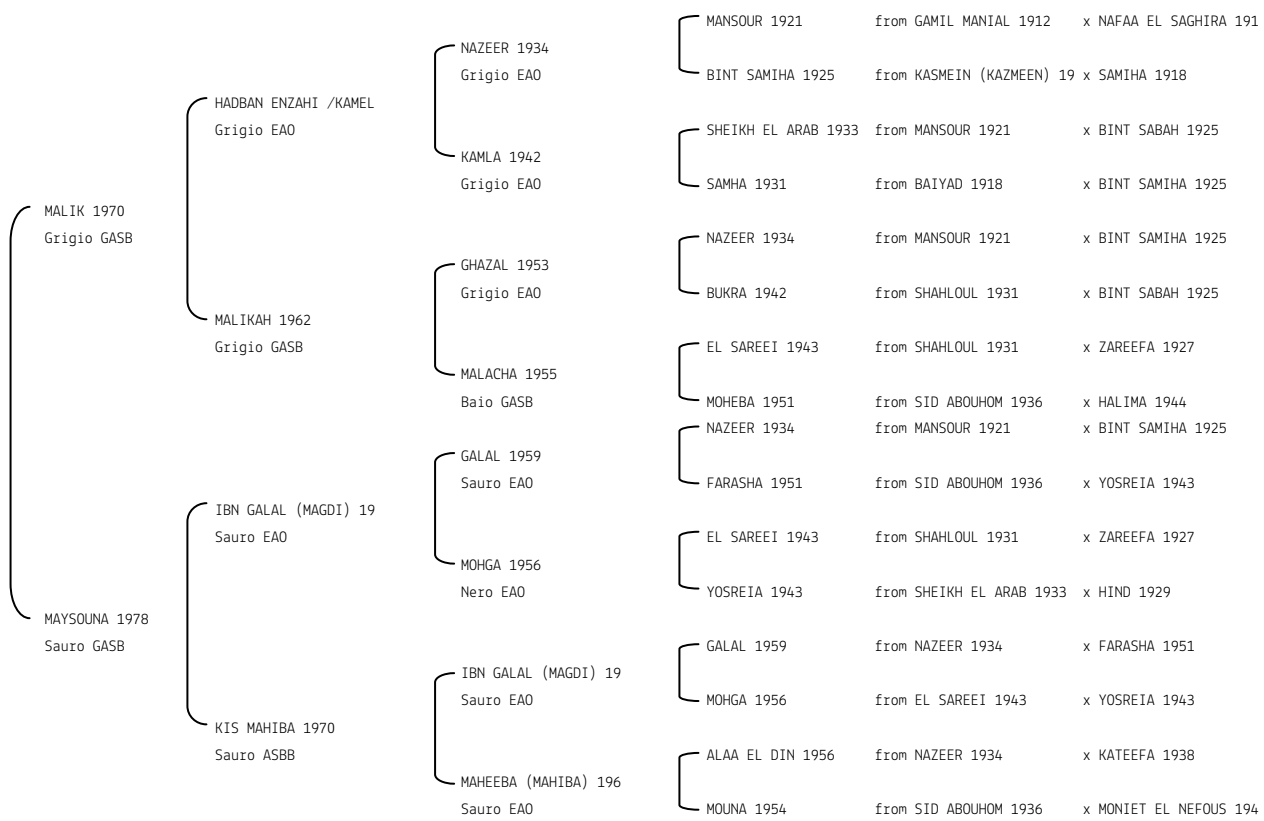 MANSOUR 1921 from GAMIL MANIAL 1912 x NAFAA EL SAGHIRA 191
NAZEER 1934
Grigio EAO
BINT SAMIHA 1925 from KASMEIN (KAZMEEN) 19 x SAMIHA 1918
HADBAN ENZAHI /KAMEL
Grigio EAO
SHEIKH EL ARAB 1933 from MANSOUR 1921 x BINT SABAH 1925
KAMLA 1942
Grigio EAO
SAMHA 1931 from BAIYAD 1918 x BINT SAMIHA 1925
MALIK 1970
Grigio GASB
NAZEER 1934 from MANSOUR 1921 x BINT SAMIHA 1925
GHAZAL 1953
Grigio EAO
BUKRA 1942 from SHAHLOUL 1931 x BINT SABAH 1925
MALIKAH 1962
Grigio GASB
EL SAREEI 1943 from SHAHLOUL 1931 x ZAREEFA 1927
MALACHA 1955
Baio GASB
MOHEBA 1951 from SID ABOUHOM 1936 x HALIMA 1944
NAZEER 1934 from MANSOUR 1921 x BINT SAMIHA 1925
GALAL 1959
Sauro EAO
FARASHA 1951 from SID ABOUHOM 1936 x YOSREIA 1943
IBN GALAL (MAGDI) 19
Sauro EAO
EL SAREEI 1943 from SHAHLOUL 1931 x ZAREEFA 1927
MOHGA 1956
Nero EAO
YOSREIA 1943 from SHEIKH EL ARAB 1933 x HIND 1929
MAYSOUNA 1978
Sauro GASB
GALAL 1959 from NAZEER 1934 x FARASHA 1951
IBN GALAL (MAGDI) 19
Sauro EAO
MOHGA 1956 from EL SAREEI 1943 x YOSREIA 1943
KIS MAHIBA 1970
Sauro ASBB
ALAA EL DIN 1956 from NAZEER 1934 x KATEEFA 1938
MAHEEBA (MAHIBA) 196
Sauro EAO
MOUNA 1954 from SID ABOUHOM 1936 x MONIET EL NEFOUS 194